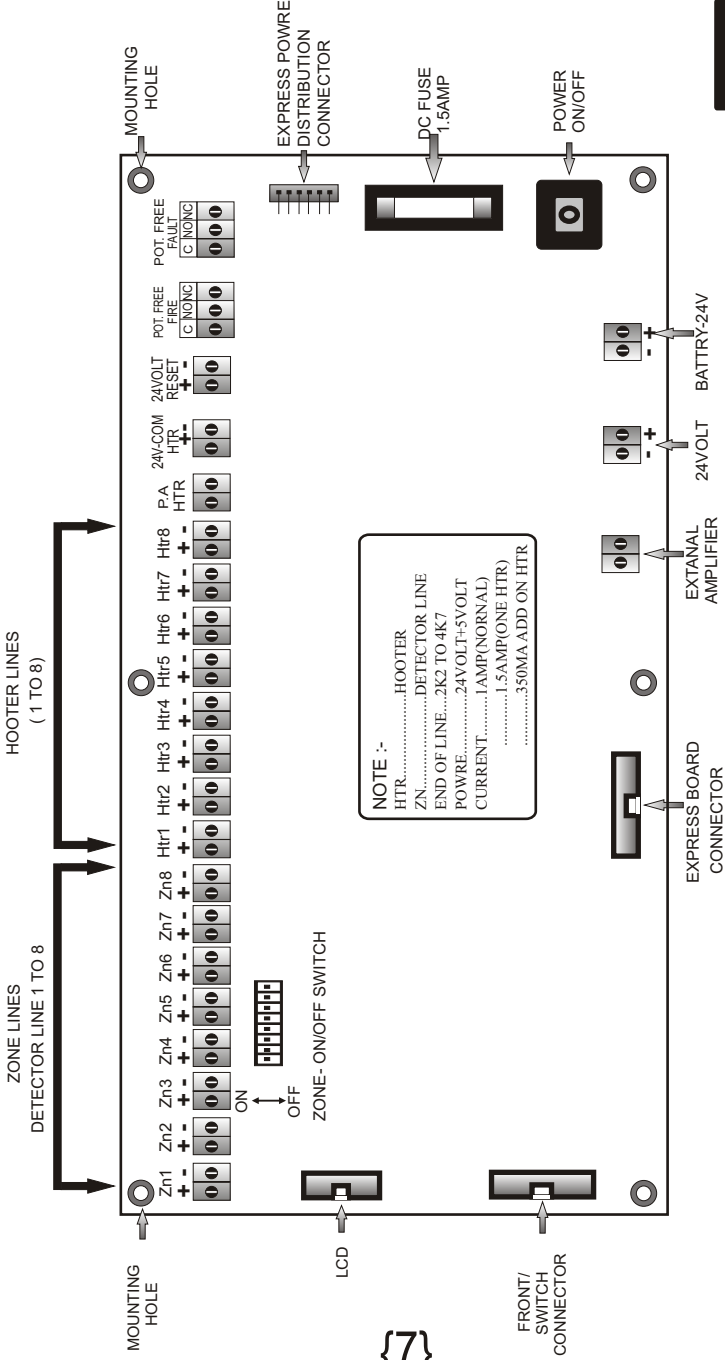 ZONE LINES
DETECTOR LINE 1 TO 8
HOOTER LINES
( 1 TO 8)
MOUNTING
HOLE
MOUNTING
HOLE
Zn1
+ -
Zn2
+ -
Zn3
+ -
Zn4
+ -
Zn5
+ -
Zn6
+ -
Zn7
+ -
Zn8
+ -
Htr1
+ -
Htr2
+ -
Htr3
+ -
Htr4
+ -
Htr5
+ -
Htr6
+ -
Htr7
+ -
Htr8
+ -
P.A
HTR
24V-COM
HTR
+ -
24VOLT
RESET
+ -
POT. FREE
FIRE
C NO NC
POT. FREE
FAULT
C NO NC
EXPRESS POWRE
DISTRIBUTION
CONNECTOR
DC FUSE
1.5AMP
POWER
ON/OFF
ON
OFF
ZONE- ON/OFF SWITCH
NOTE :-
HTR....................HOOTER
ZN......................DETECTOR LINE
END OF LINE....2K2 TO 4K7
POWRE..............24VOLT+5VOLT
CURRENT.........1AMP(NORNAL)
....................1.5AMP(ONE HTR)
....................350MA ADD ON HTR
LCD
FRONT/
SWITCH
CONNECTOR
EXPRESS BOARD
CONNECTOR
EXTANAL
AMPLIFIER
- +
24VOLT
- +
BATTRY-24V
{7}